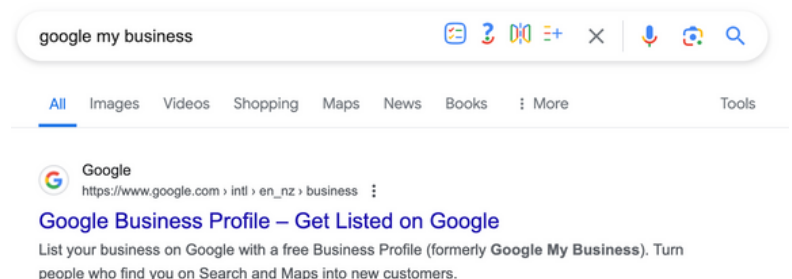 google my business
All Images Videos Shopping Maps News Books More Tools
Google
https://www.google.com › intl › en_nz › business
Google Business Profile – Get Listed on Google
List your business on Google with a free Business Profile (formerly Google My Business). Turn
people who find you on Search and Maps into new customers.